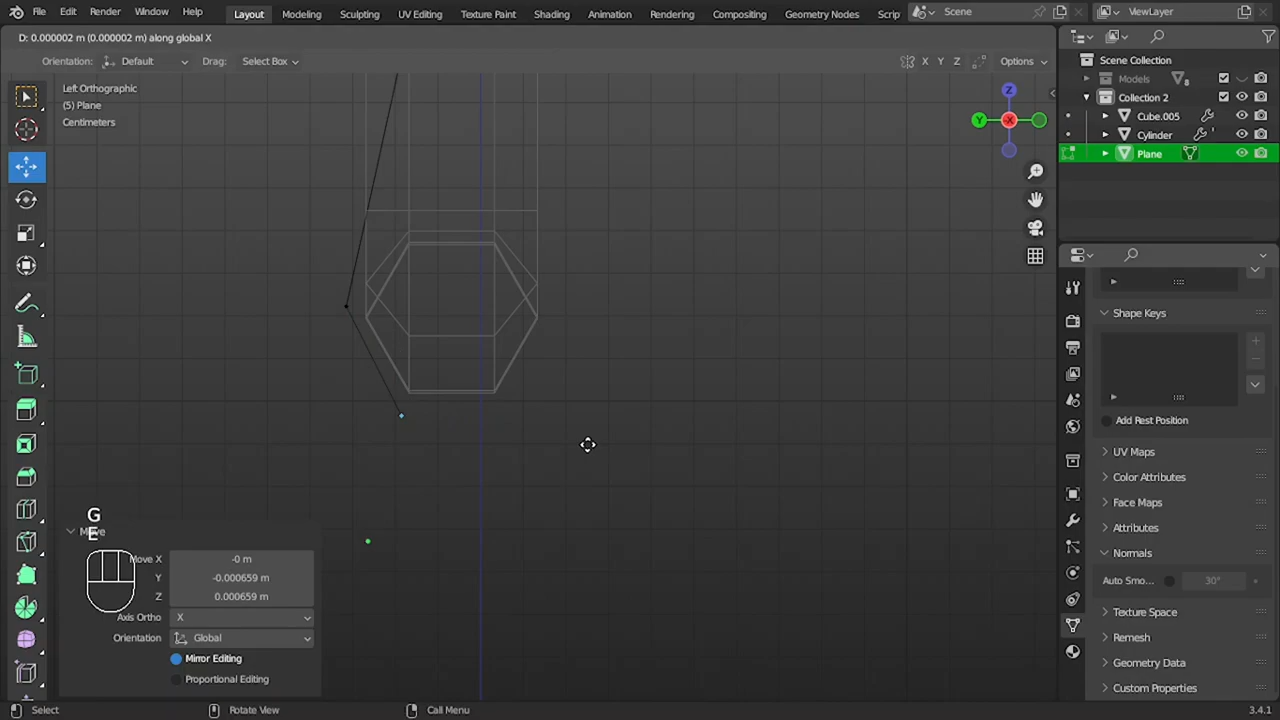 File Edit Render Window Help Layout Modeling Sculpting UV Editing Texture Paint Shading Animation Rendering Compositing Geometry Nodes Scrip Scene ViewLayer
D: 0.000002 m (0.000002 m) along global X
Orientation: Default Drag: Select Box X Y Z Options
Left Orthographic
(5) Plane
Centimeters
Z
Y
X
Scene Collection
Models 8
Collection 2
Cube.005
Cylinder
Plane
Shape Keys
Add Rest Position
UV Maps
Color Attributes
Face Maps
Attributes
Normals
Auto Smo... 30°
Texture Space
Remesh
Geometry Data
Custom Properties
G
E
Move
Move X -0 m
Y -0.000659 m
Z 0.000659 m
Axis Ortho X
Orientation Global
Mirror Editing
Proportional Editing
Select Rotate View Call Menu 3.4.1